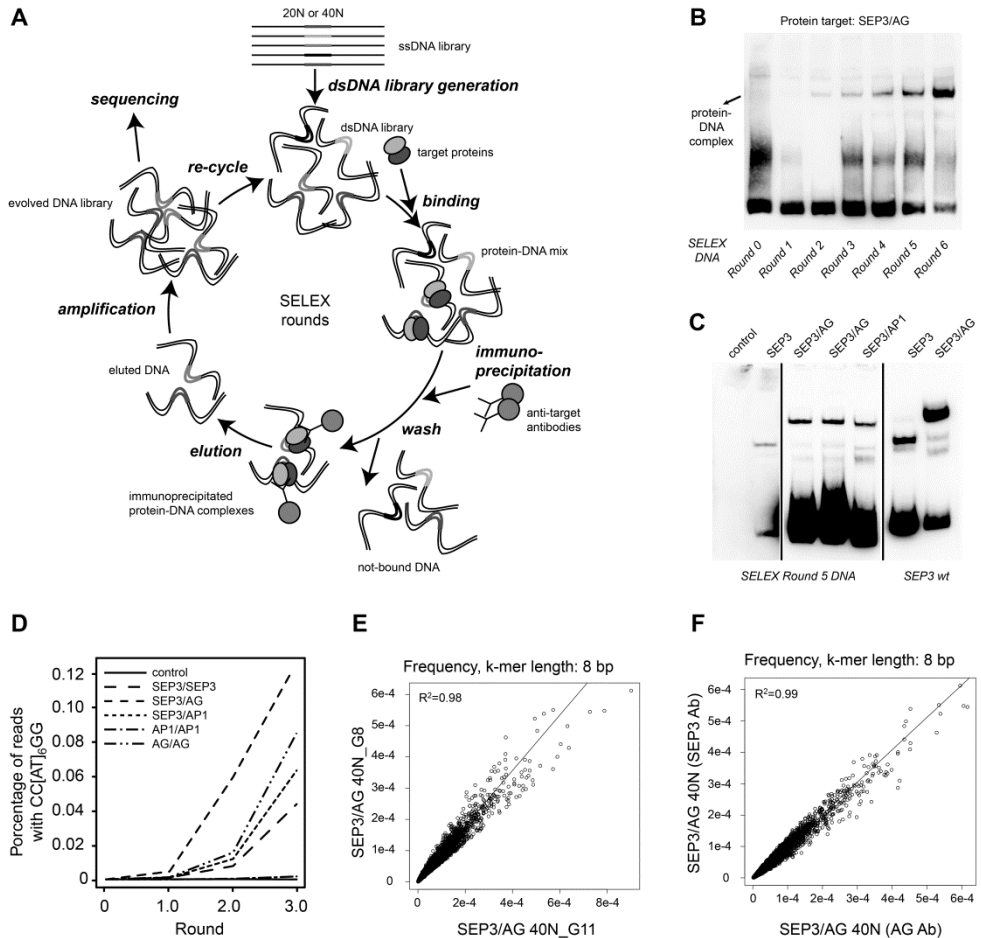 A
20N or 40N
ssDNA library
dsDNA library generation
sequencing
dsDNA library
target proteins
re-cycle
binding
evolved DNA library
protein-DNA mix
SELEX
rounds
amplification
immuno-
precipitation
eluted DNA
anti-target
antibodies
wash
elution
immunoprecipitated
protein-DNA complexes
not-bound DNA
B
Protein target: SEP3/AG
protein-
DNA
complex
SELEX
DNA
Round 0
Round 1
Round 2
Round 3
Round 4
Round 5
Round 6
C
control
SEP3
SEP3/AG
SEP3/AG
SEP3/AP1
SEP3
SEP3/AG
SELEX Round 5 DNA
SEP3 wt
D
Porcentage of reads
with CC[AT]6GG
0.12
0.10
0.08
0.06
0.04
0.02
0
control
SEP3/SEP3
SEP3/AG
SEP3/AP1
AP1/AP1
AG/AG
0 1.0 2.0 3.0
Round
E
Frequency, k-mer length: 8 bp
R²=0.98
SEP3/AG 40N_G8
6e-4
5e-4
4e-4
3e-4
2e-4
1e-4
0
0 2e-4 4e-4 6e-4 8e-4
SEP3/AG 40N_G11
F
Frequency, k-mer length: 8 bp
R²=0.99
SEP3/AG 40N (SEP3 Ab)
6e-4
5e-4
4e-4
3e-4
2e-4
1e-4
0
0 1e-4 2e-4 3e-4 4e-4 5e-4 6e-4
SEP3/AG 40N (AG Ab)